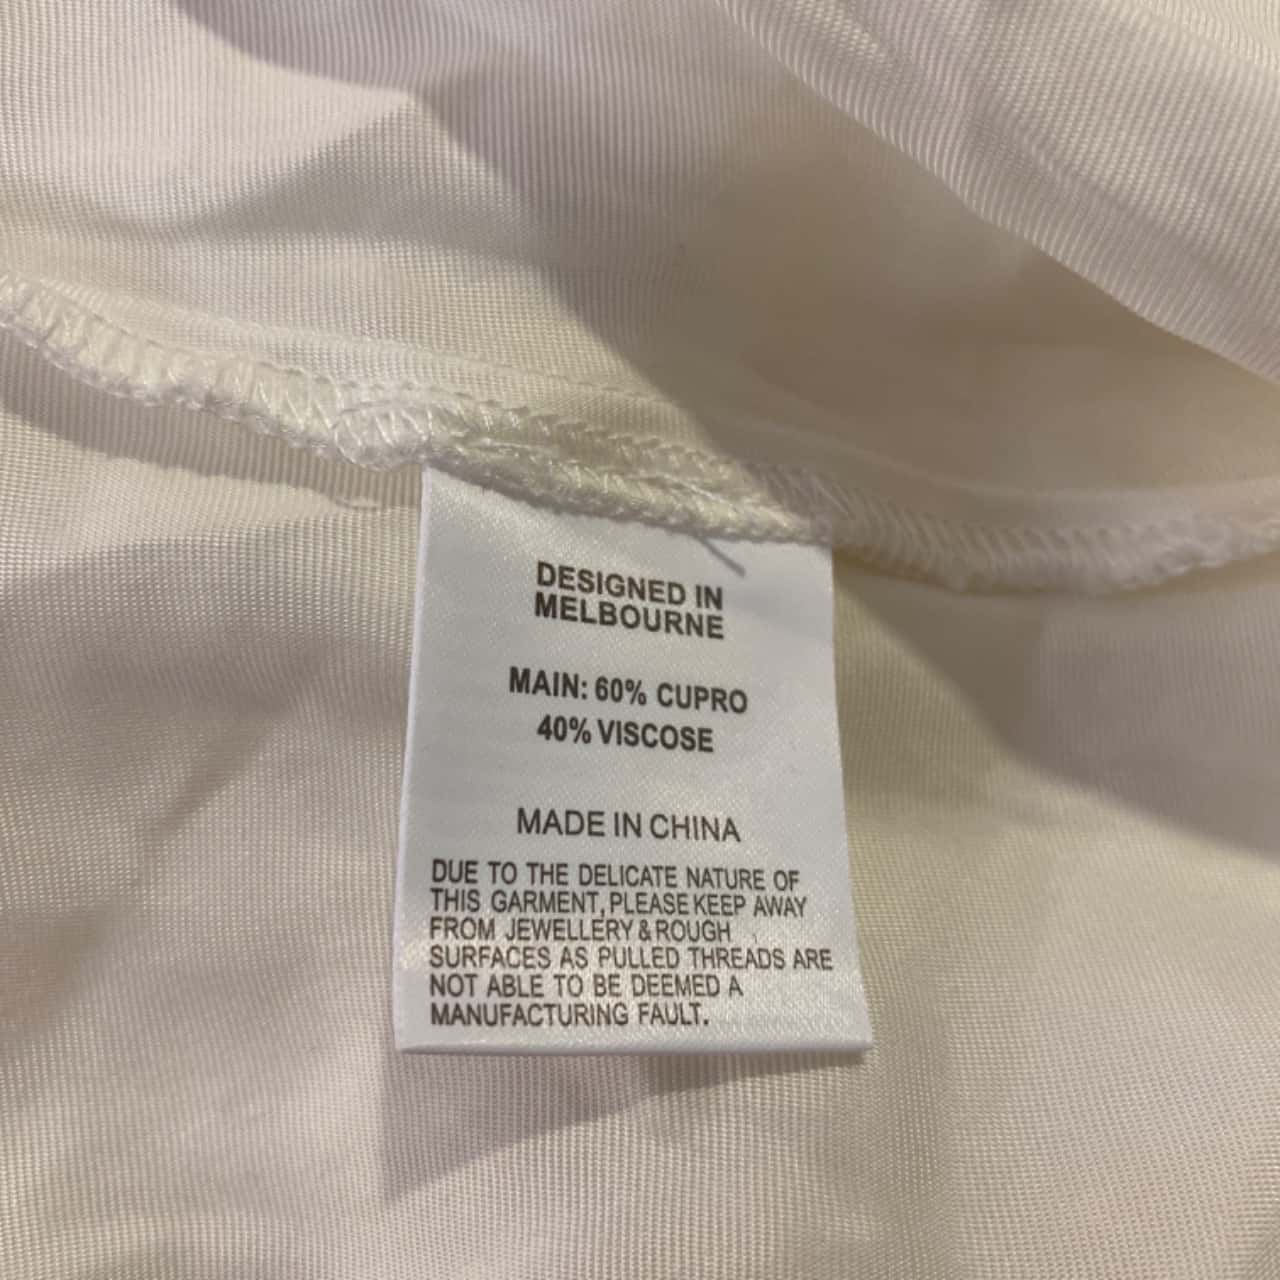 DESIGNED IN
MELBOURNE
MAIN: 60% CUPRO
40% VISCOSE
MADE IN CHINA
DUE TO THE DELICATE NATURE OF
THIS GARMENT, PLEASE KEEP AWAY
FROM JEWELLERY & ROUGH
SURFACES AS PULLED THREADS ARE
NOT ABLE TO BE DEEMED A
MANUFACTURING FAULT.